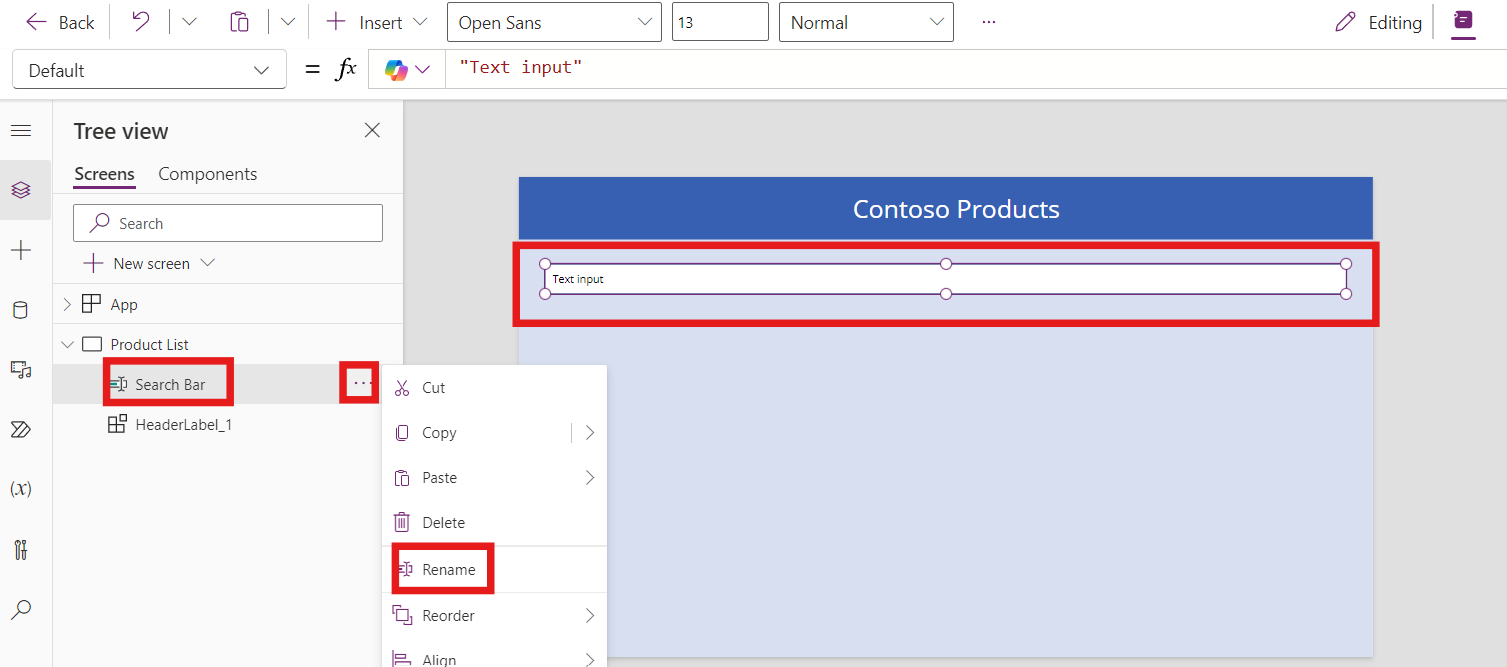 Back Insert Open Sans 13 Normal ... Editing
Default = fx "Text input"
Tree view
Screens Components
Search
New screen
App
Product List
Search Bar ...
HeaderLabel_1
(x)
Cut
Copy
Paste
Delete
Rename
Reorder
Align
Contoso Products
Text input